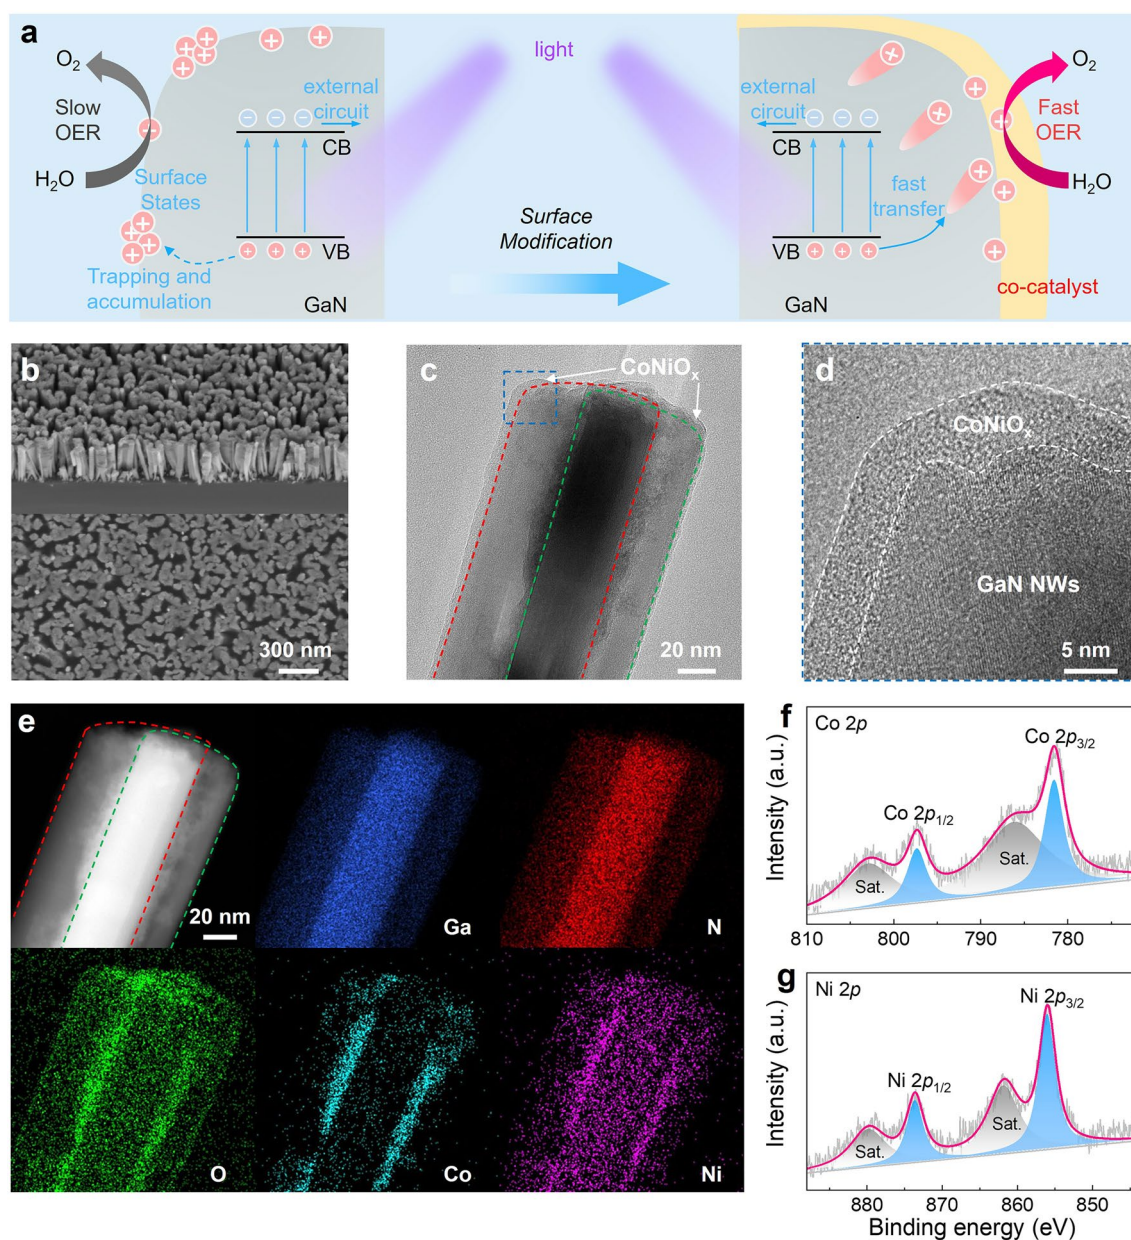 a
O₂
Slow
OER
H₂O
Surface
States
Trapping and
accumulation
external
circuit
CB
VB
GaN
light
Surface
Modification
external
circuit
CB
fast
transfer
VB
GaN
O₂
Fast
OER
H₂O
co-catalyst
b
300 nm
c
CoNiOₓ
20 nm
d
CoNiOₓ
GaN NWs
5 nm
e
20 nm
Ga
N
O
Co
Ni
f
Co 2p
Co 2p₃/₂
Co 2p₁/₂
Sat.
Sat.
Intensity (a.u.)
810 800 790 780
g
Ni 2p
Ni 2p₃/₂
Ni 2p₁/₂
Sat.
Sat.
Intensity (a.u.)
880 870 860 850
Binding energy (eV)